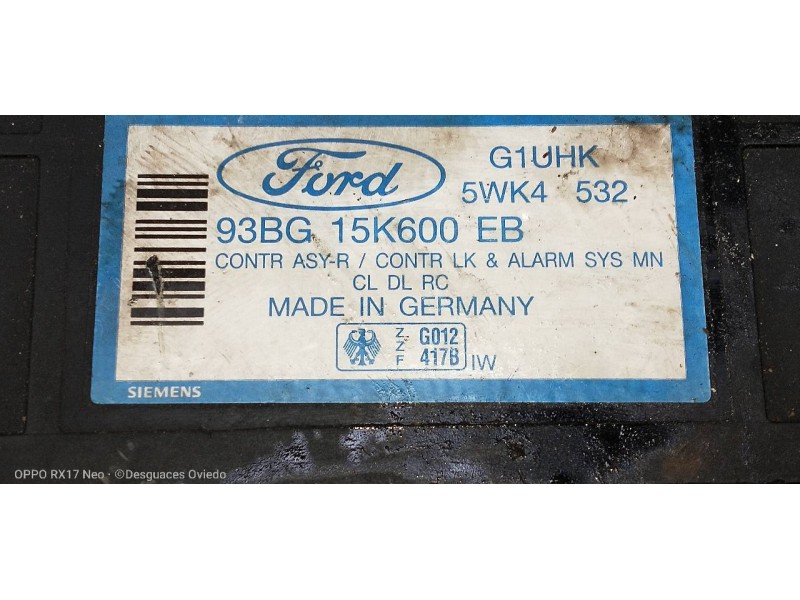 Ford
G1UHK
5WK4 532
93BG 15K600 EB
CONTR ASY-R / CONTR LK & ALARM SYS MN
CL DL RC
MADE IN GERMANY
Z
Z
F
G012
417B
IW
SIEMENS
OPPO RX17 Neo · ©Desguaces Oviedo